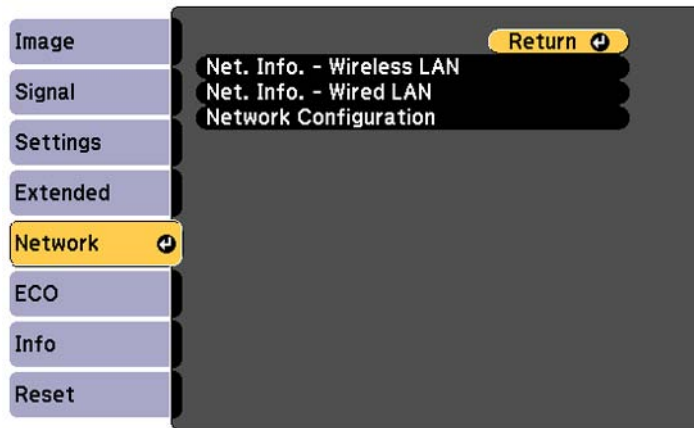 Image
Signal
Settings
Extended
Network
ECO
Info
Reset
Return
Net. Info. - Wireless LAN
Net. Info. - Wired LAN
Network Configuration